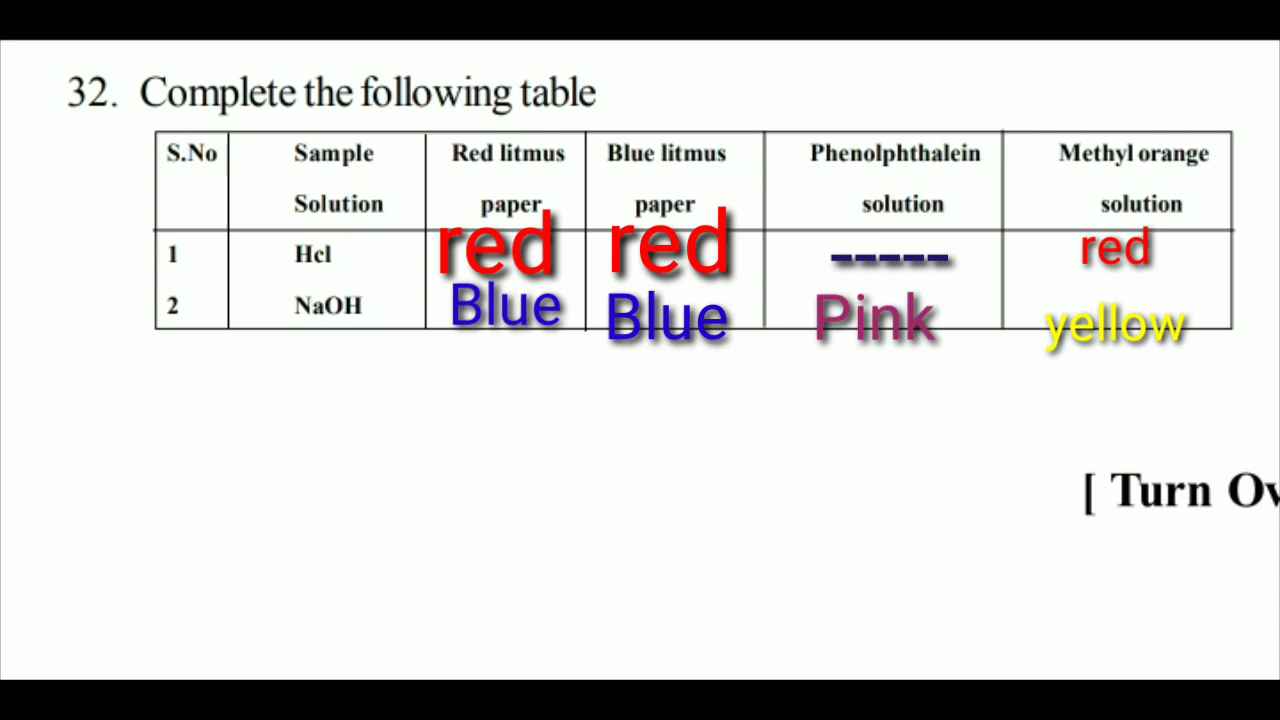 32. Complete the following table
S.No Sample Solution Red litmus paper Blue litmus paper Phenolphthalein solution Methyl orange solution
1 Hcl red red ----- red
2 NaOH Blue Blue Pink yellow
[ Turn Ov